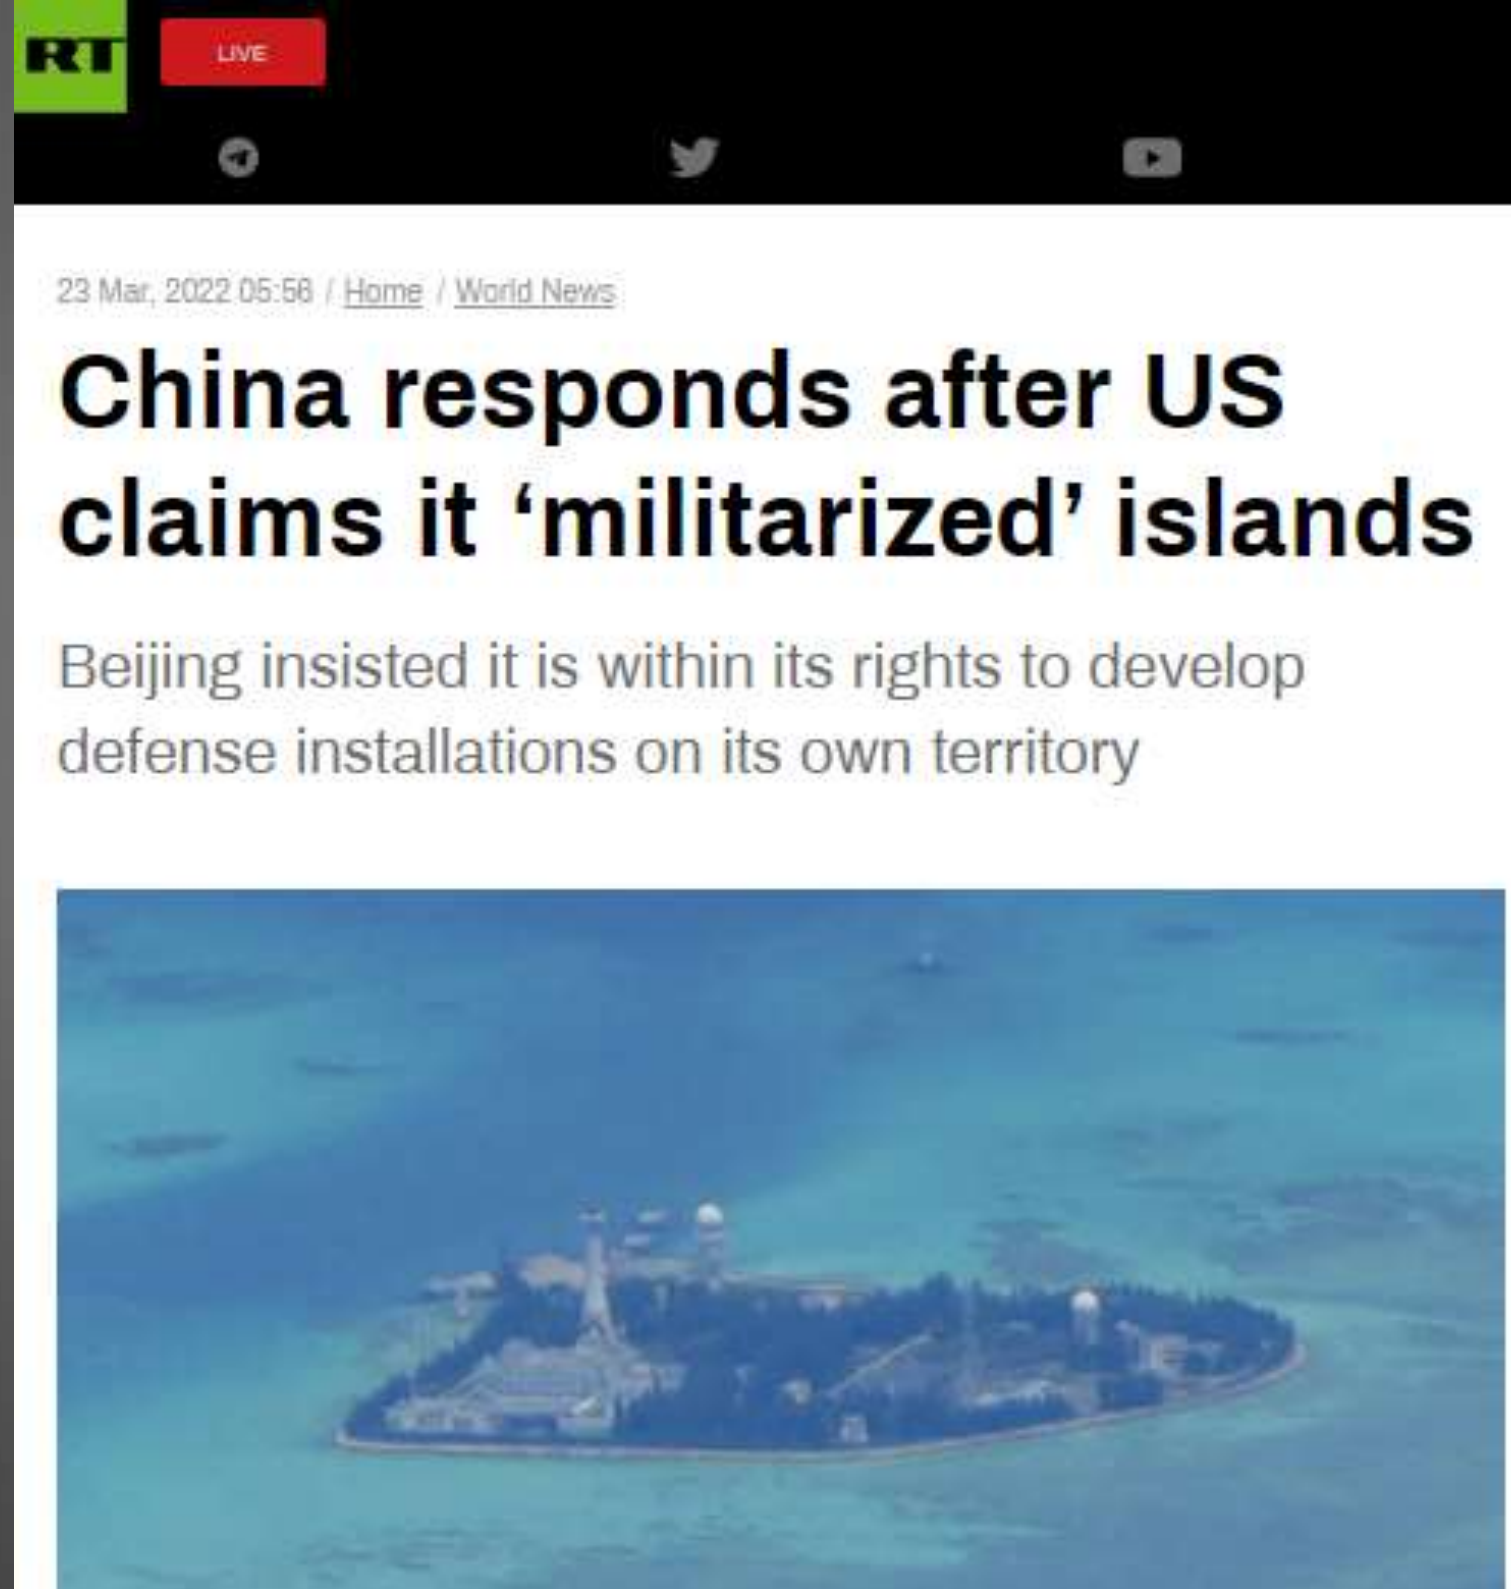 RT
LIVE
23 Mar, 2022 05:56 / Home / World News
China responds after US
claims it ‘militarized’ islands
Beijing insisted it is within its rights to develop
defense installations on its own territory